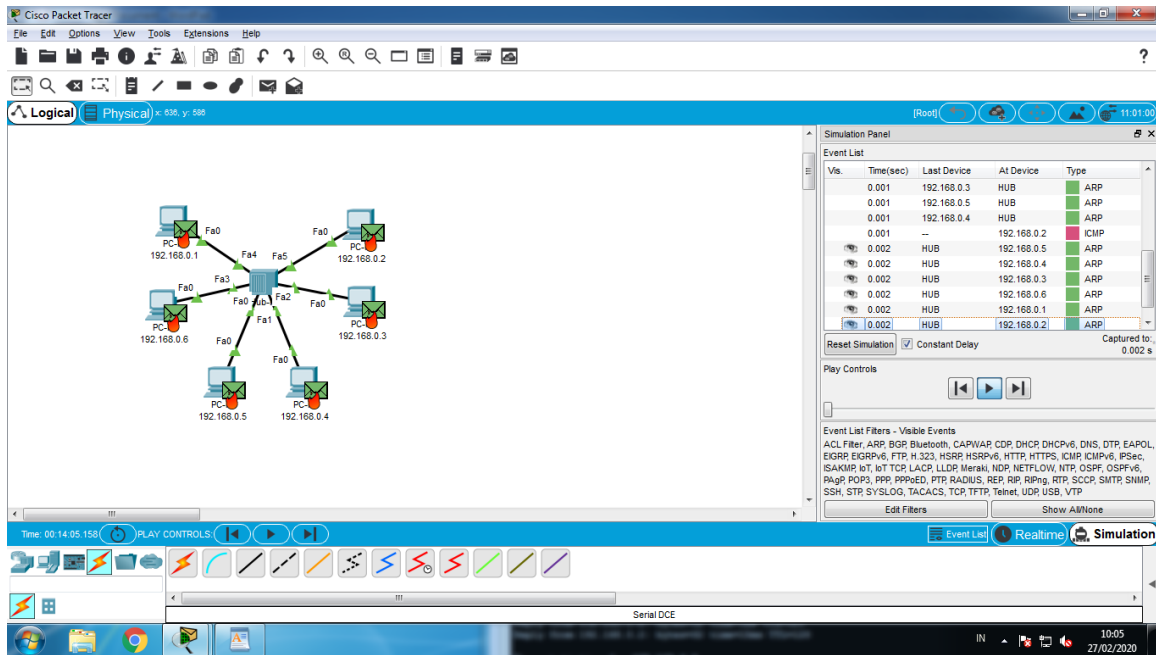 Cisco Packet Tracer
File Edit Options View Tools Extensions Help
?
Logical Physical x: 636, y: 586 [Root] 11:01:00
Simulation Panel
Event List
Vis. Time(sec) Last Device At Device Type
0.001 192.168.0.3 HUB ARP
0.001 192.168.0.5 HUB ARP
0.001 192.168.0.4 HUB ARP
0.001 -- 192.168.0.2 ICMP
0.002 HUB 192.168.0.5 ARP
0.002 HUB 192.168.0.4 ARP
0.002 HUB 192.168.0.3 ARP
0.002 HUB 192.168.0.6 ARP
0.002 HUB 192.168.0.1 ARP
0.002 HUB 192.168.0.2 ARP
Reset Simulation Constant Delay Captured to:
0.002 s
Play Controls
Event List Filters - Visible Events
ACL Filter, ARP, BGP, Bluetooth, CAPWAP, CDP, DHCP, DHCPv6, DNS, DTP, EAPOL,
EIGRP, EIGRPv6, FTP, H.323, HSRP, HSRPv6, HTTP, HTTPS, ICMP, ICMPv6, IPSec,
ISAKMP, IoT, IoT TCP, LACP, LLDP, Meraki, NDP, NETFLOW, NTP, OSPF, OSPFv6,
PAgP, POP3, PPP, PPPoED, PTP, RADIUS, REP, RIP, RIPng, RTP, SCCP, SMTP, SNMP,
SSH, STP, SYSLOG, TACACS, TCP, TFTP, Telnet, UDP, USB, VTP
Edit Filters Show All/None
Fa0 Fa0
PC- PC-
192.168.0.1 Fa4 Fa5 192.168.0.2
Fa0 Fa3
Fa0 Fa2 Fa0
PC- Fa1 PC-
192.168.0.6 192.168.0.3
Fa0
Fa0
PC- PC-
192.168.0.5 192.168.0.4
Time: 00:14:05.158 PLAY CONTROLS: Event List Realtime Simulation
Serial DCE
IN 10:05
27/02/2020